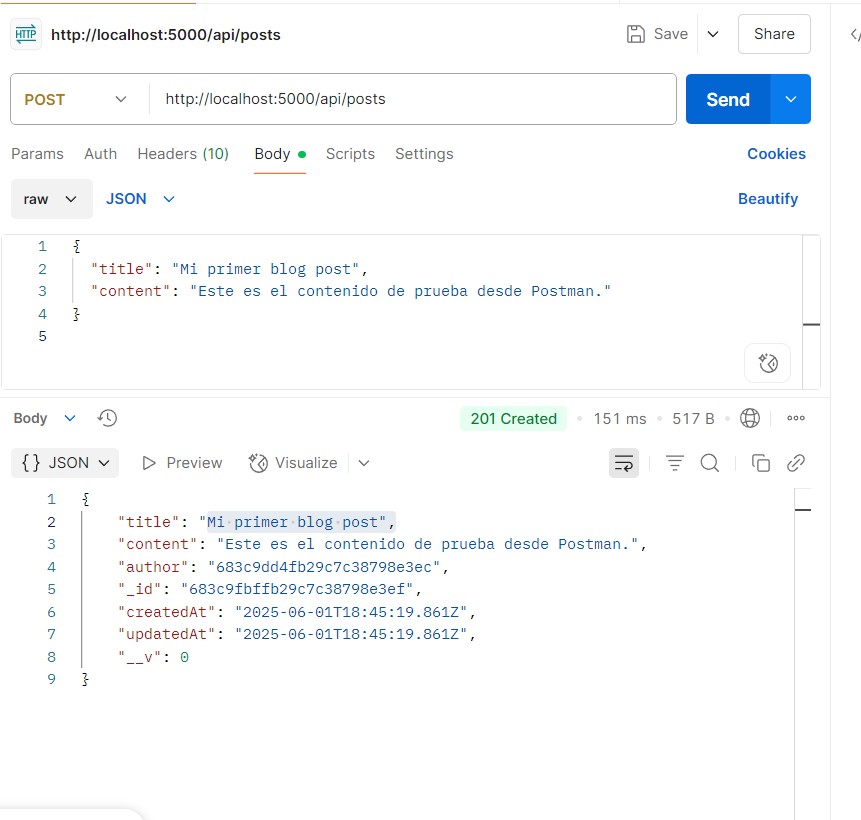 HTTP http://localhost:5000/api/posts Save Share
POST http://localhost:5000/api/posts Send
Params Auth Headers (10) Body Scripts Settings Cookies
raw JSON Beautify
1 {
2 "title": "Mi primer blog post",
3 "content": "Este es el contenido de prueba desde Postman."
4 }
5
Body 201 Created • 151 ms • 517 B •
{} JSON Preview Visualize
1 {
2 "title": "Mi primer blog post",
3 "content": "Este es el contenido de prueba desde Postman.",
4 "author": "683c9dd4fb29c7c38798e3ec",
5 "_id": "683c9fbffb29c7c38798e3ef",
6 "createdAt": "2025-06-01T18:45:19.861Z",
7 "updatedAt": "2025-06-01T18:45:19.861Z",
8 "__v": 0
9 }